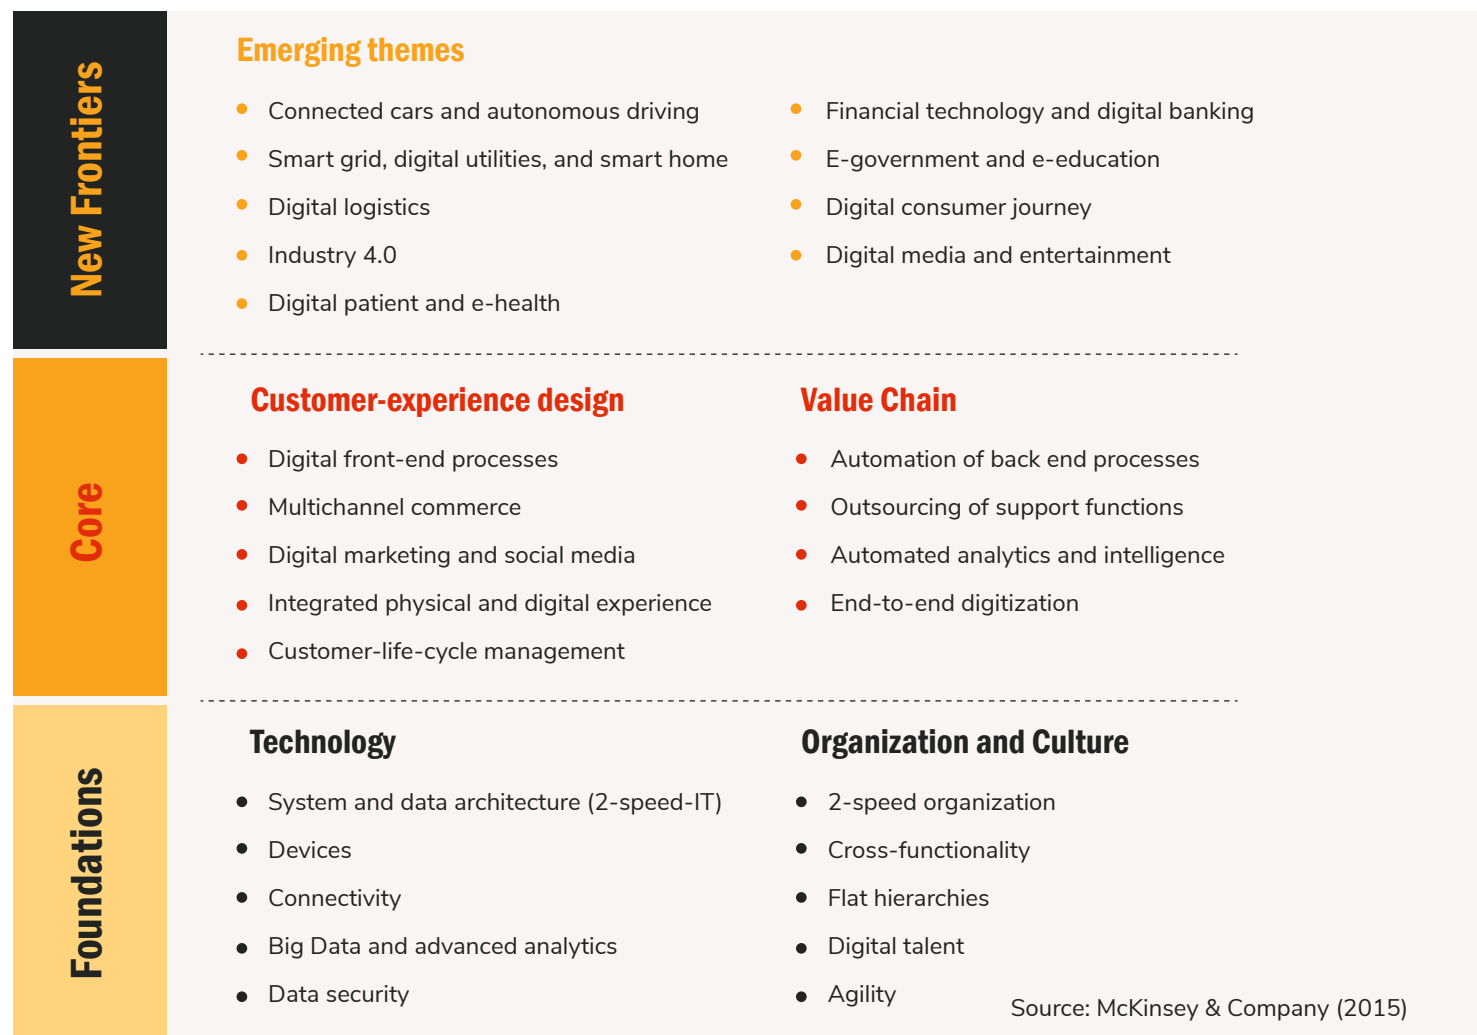 New Frontiers
Emerging themes
Connected cars and autonomous driving
Smart grid, digital utilities, and smart home
Digital logistics
Industry 4.0
Digital patient and e-health
Financial technology and digital banking
E-government and e-education
Digital consumer journey
Digital media and entertainment
Core
Customer-experience design
Digital front-end processes
Multichannel commerce
Digital marketing and social media
Integrated physical and digital experience
Customer-life-cycle management
Value Chain
Automation of back end processes
Outsourcing of support functions
Automated analytics and intelligence
End-to-end digitization
Foundations
Technology
System and data architecture (2-speed-IT)
Devices
Connectivity
Big Data and advanced analytics
Data security
Organization and Culture
2-speed organization
Cross-functionality
Flat hierarchies
Digital talent
Agility
Source: McKinsey & Company (2015)